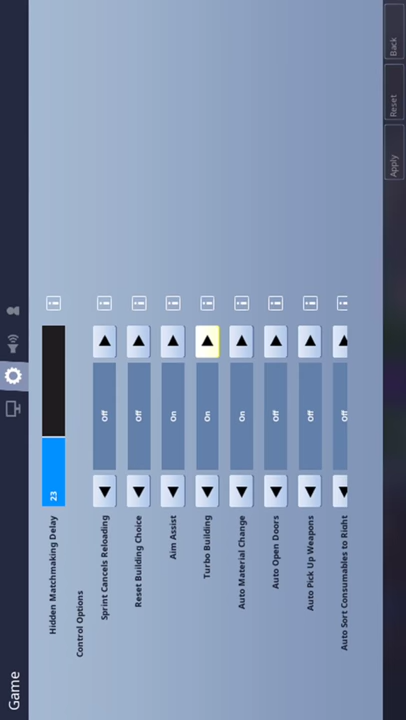 Game
Hidden Matchmaking Delay 23
Control Options
Sprint Cancels Reloading Off
Reset Building Choice Off
Aim Assist On
Turbo Building On
Auto Material Change On
Auto Open Doors Off
Auto Pick Up Weapons Off
Auto Sort Consumables to Right Off
Apply Reset Back